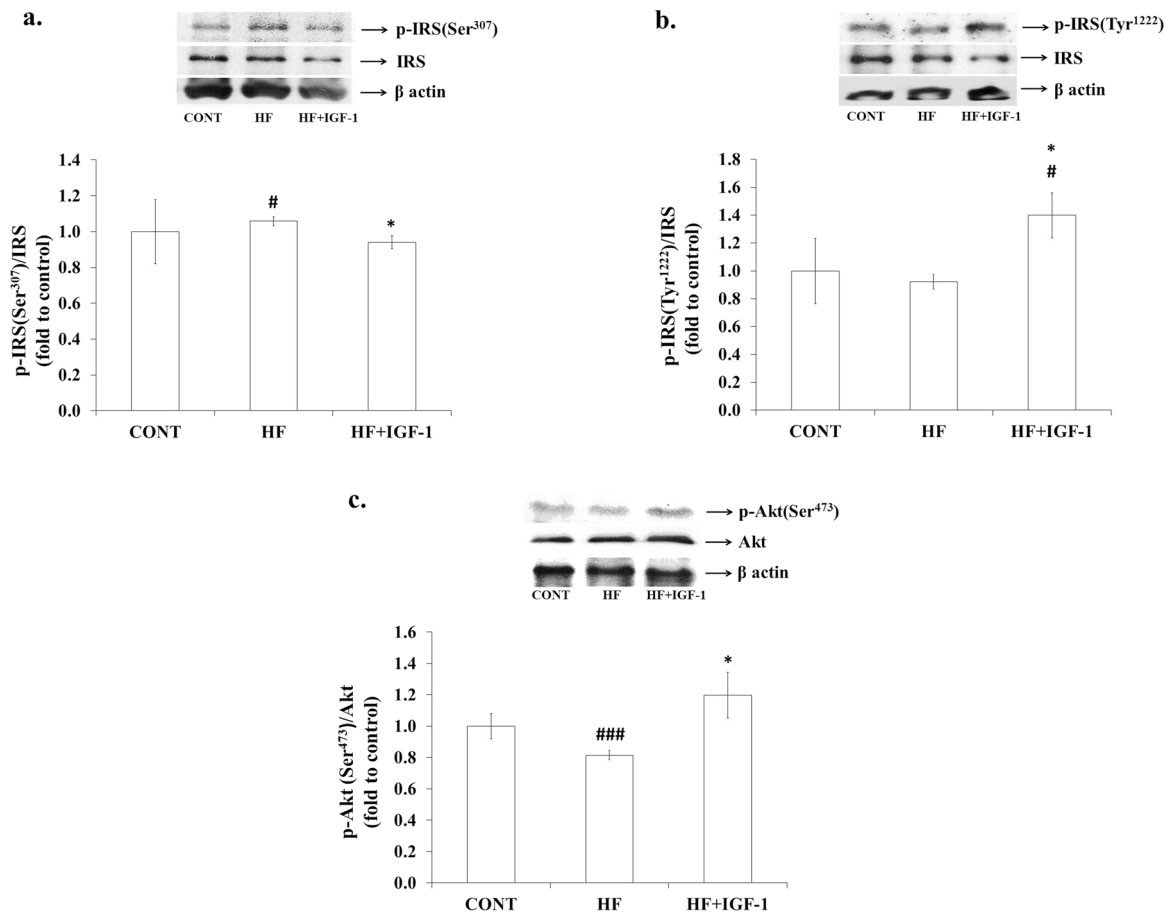 a.
p-IRS(Ser³⁰⁷)
IRS
β actin
CONT HF HF+IGF-1
p-IRS(Ser³⁰⁷)/IRS
(fold to control)
1.4
1.2
1.0
0.8
0.6
0.4
0.2
0.0
#
*
CONT HF HF+IGF-1
b.
p-IRS(Tyr¹²²²)
IRS
β actin
CONT HF HF+IGF-1
p-IRS(Tyr¹²²²)/IRS
(fold to control)
1.8
1.6
1.4
1.2
1.0
0.8
0.6
0.4
0.2
0.0
*
#
CONT HF HF+IGF-1
c.
p-Akt(Ser⁴⁷³)
Akt
β actin
CONT HF HF+IGF-1
p-Akt (Ser⁴⁷³)/Akt
(fold to control)
1.6
1.4
1.2
1.0
0.8
0.6
0.4
0.2
0.0
###
*
CONT HF HF+IGF-1